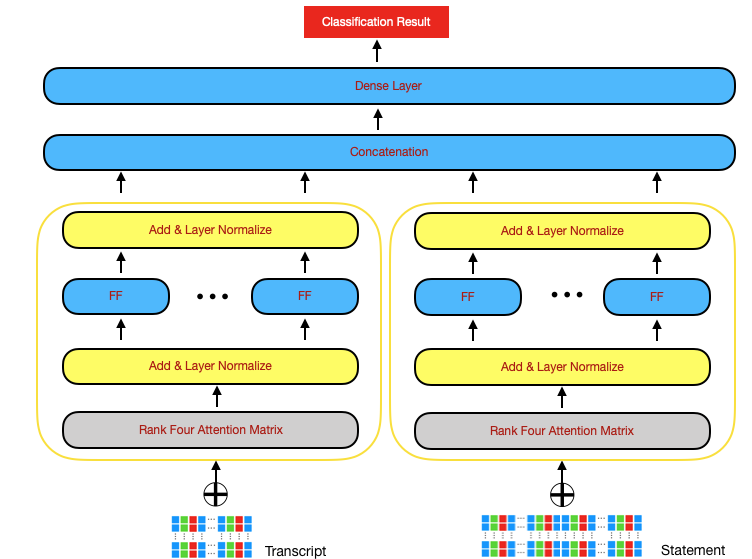 Classification Result
Dense Layer
Concatenation
Add & Layer Normalize
Add & Layer Normalize
FF
FF
FF
FF
Add & Layer Normalize
Add & Layer Normalize
Rank Four Attention Matrix
Rank Four Attention Matrix
Transcript
Statement